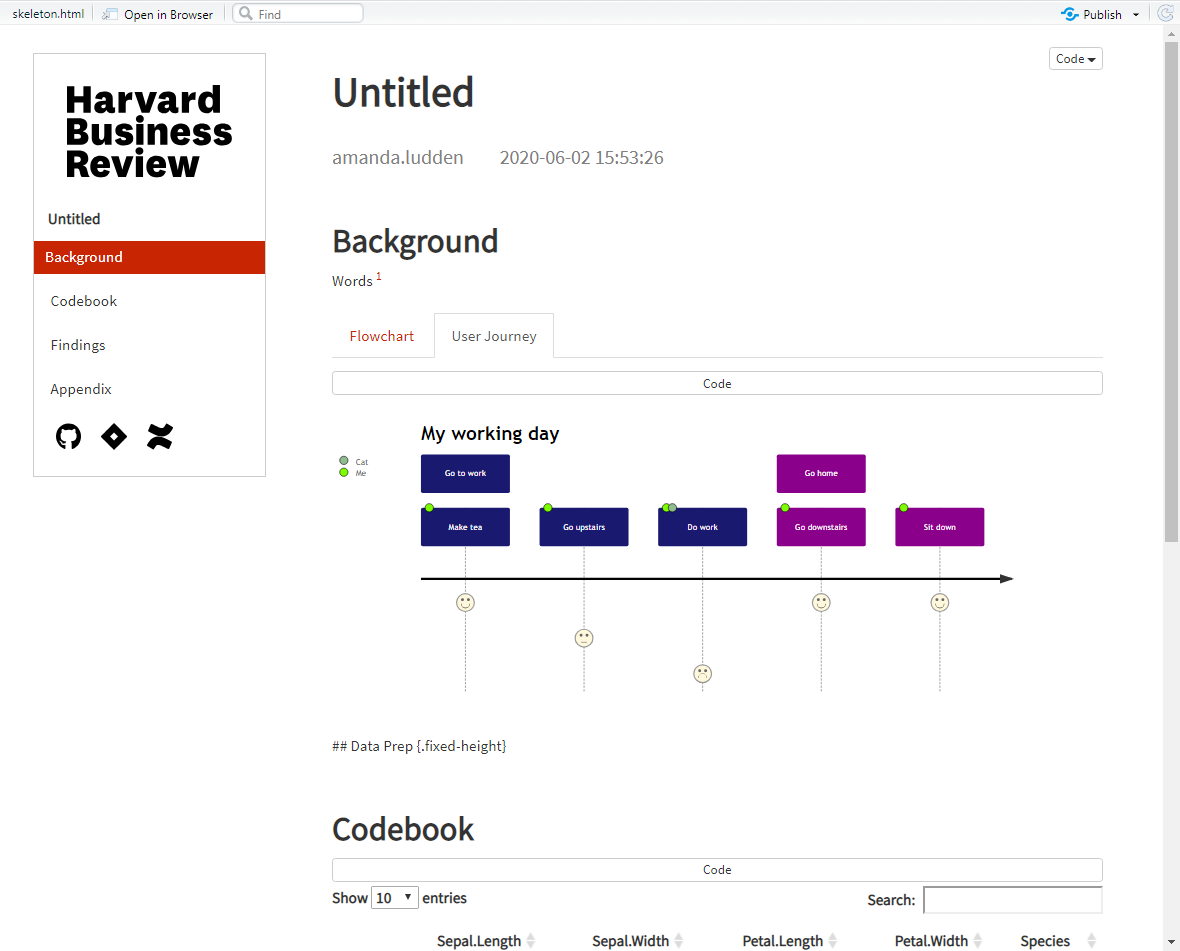 skeleton.html Open in Browser Find Publish
Code
Harvard
Business
Review
Untitled
Background
Codebook
Findings
Appendix
Untitled
amanda.ludden 2020-06-02 15:53:26
Background
Words 1
Flowchart User Journey
Code
My working day
Cat
Me
Go to work Go home
Make tea Go upstairs Do work Go downstairs Sit down
## Data Prep {.fixed-height}
Codebook
Code
Show 10 entries Search:
Sepal.Length Sepal.Width Petal.Length Petal.Width Species